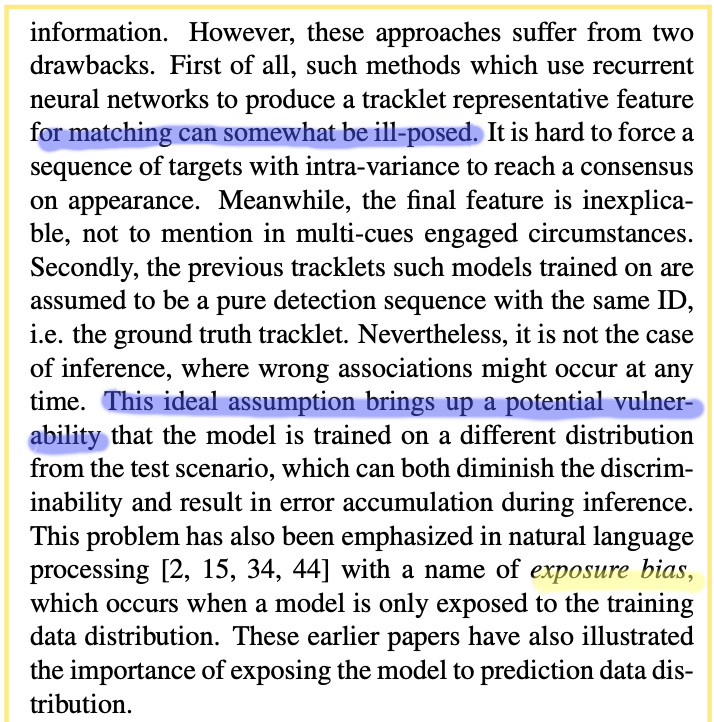 information. However, these approaches suffer from two
drawbacks. First of all, such methods which use recurrent
neural networks to produce a tracklet representative feature
for matching can somewhat be ill-posed. It is hard to force a
sequence of targets with intra-variance to reach a consensus
on appearance. Meanwhile, the final feature is inexplica-
ble, not to mention in multi-cues engaged circumstances.
Secondly, the previous tracklets such models trained on are
assumed to be a pure detection sequence with the same ID,
i.e. the ground truth tracklet. Nevertheless, it is not the case
of inference, where wrong associations might occur at any
time. This ideal assumption brings up a potential vulner-
ability that the model is trained on a different distribution
from the test scenario, which can both diminish the discrim-
inability and result in error accumulation during inference.
This problem has also been emphasized in natural language
processing [2, 15, 34, 44] with a name of exposure bias,
which occurs when a model is only exposed to the training
data distribution. These earlier papers have also illustrated
the importance of exposing the model to prediction data dis-
tribution.